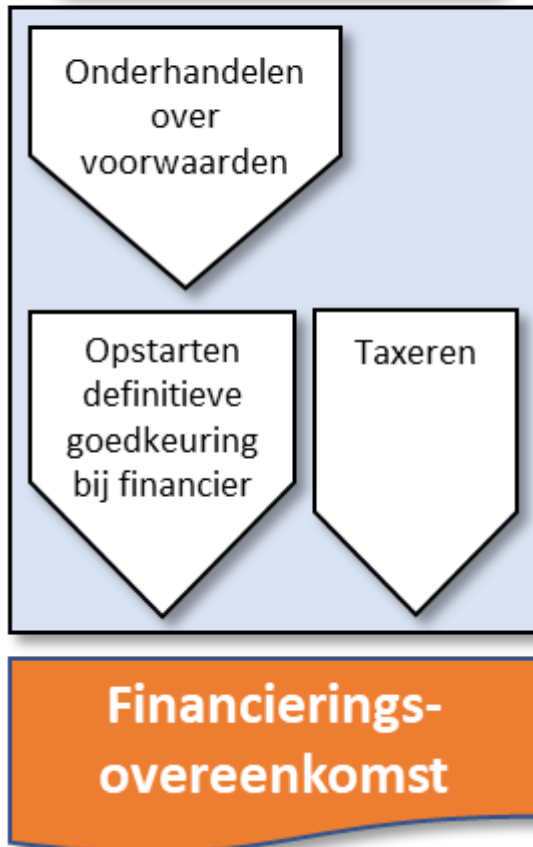 Onderhandelen
over
voorwaarden
Opstarten
definitieve
goedkeuring
bij financier
Taxeren
Financierings-
overeenkomst